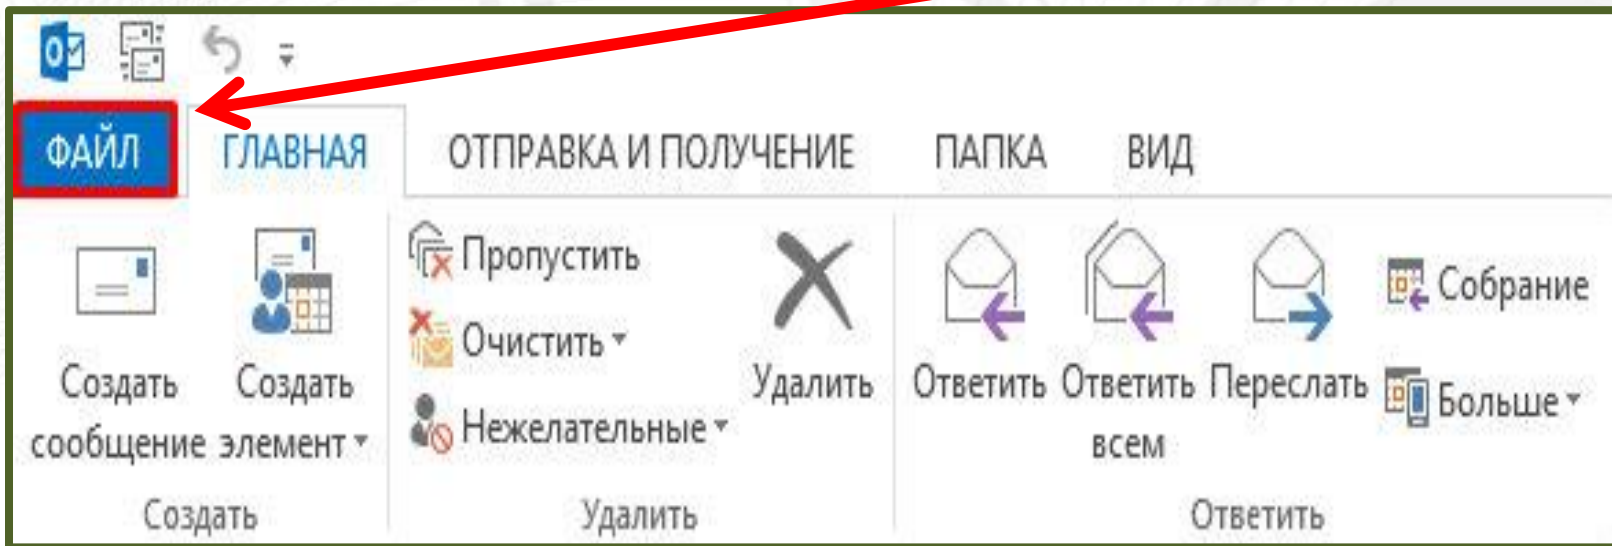 ФАЙЛ ГЛАВНАЯ ОТПРАВКА И ПОЛУЧЕНИЕ ПАПКА ВИД
Создать сообщение
Создать элемент
Пропустить
Очистить
Нежелательные
Удалить
Ответить
Ответить всем
Переслать
Собрание
Больше
Создать Удалить Ответить